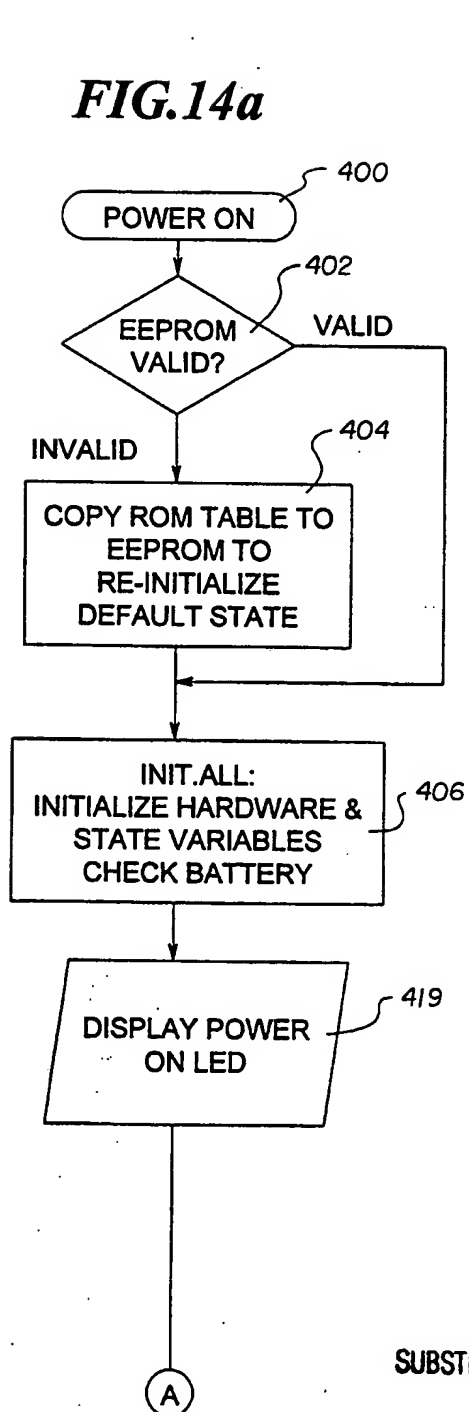 FIG.14a
400
POWER ON
402
EEPROM
VALID?
VALID
INVALID
404
COPY ROM TABLE TO
EEPROM TO
RE-INITIALIZE
DEFAULT STATE
INIT.ALL:
INITIALIZE HARDWARE &
STATE VARIABLES
CHECK BATTERY
406
DISPLAY POWER
ON LED
419
A